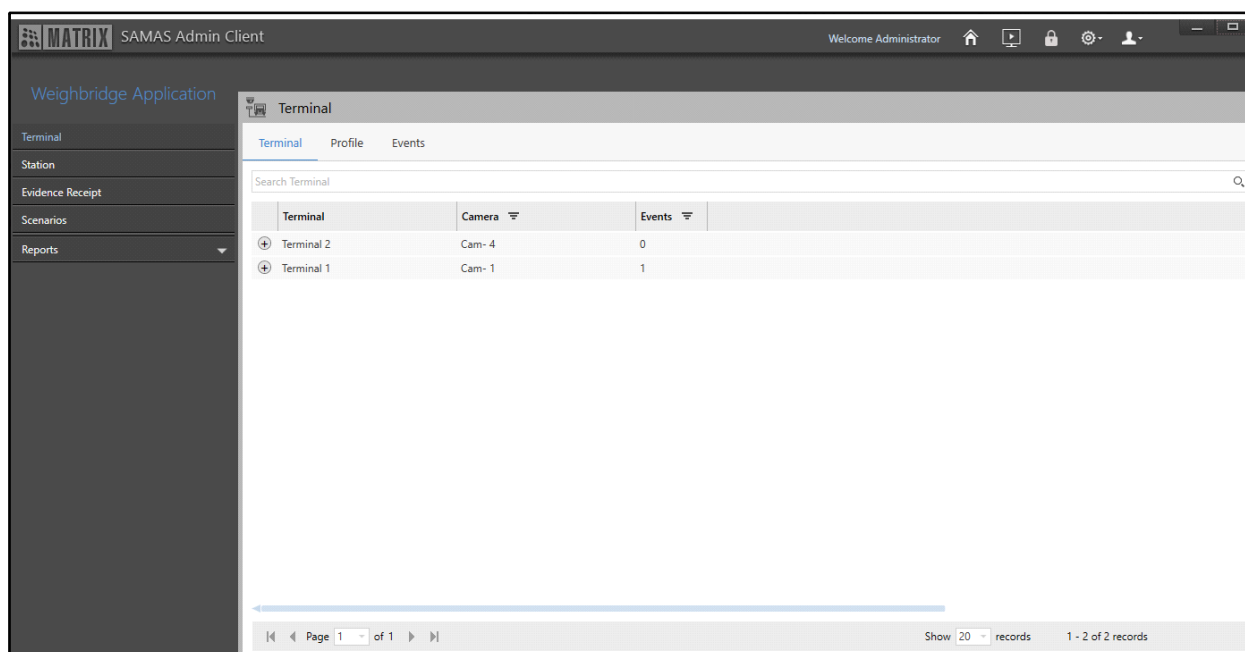 MATRIX SAMAS Admin Client
Welcome Administrator
Weighbridge Application
Terminal
Station
Evidence Receipt
Scenarios
Reports
Terminal
Terminal Profile Events
Search Terminal
Terminal Camera Events
Terminal 2 Cam- 4 0
Terminal 1 Cam- 1 1
Page 1 of 1 Show 20 records 1 - 2 of 2 records